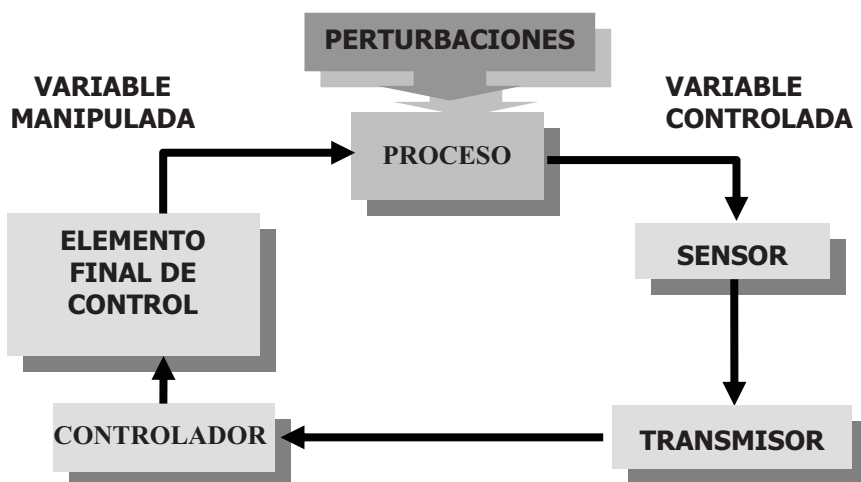 PERTURBACIONES
VARIABLE
MANIPULADA
VARIABLE
CONTROLADA
PROCESO
ELEMENTO
FINAL DE
CONTROL
SENSOR
CONTROLADOR
TRANSMISOR